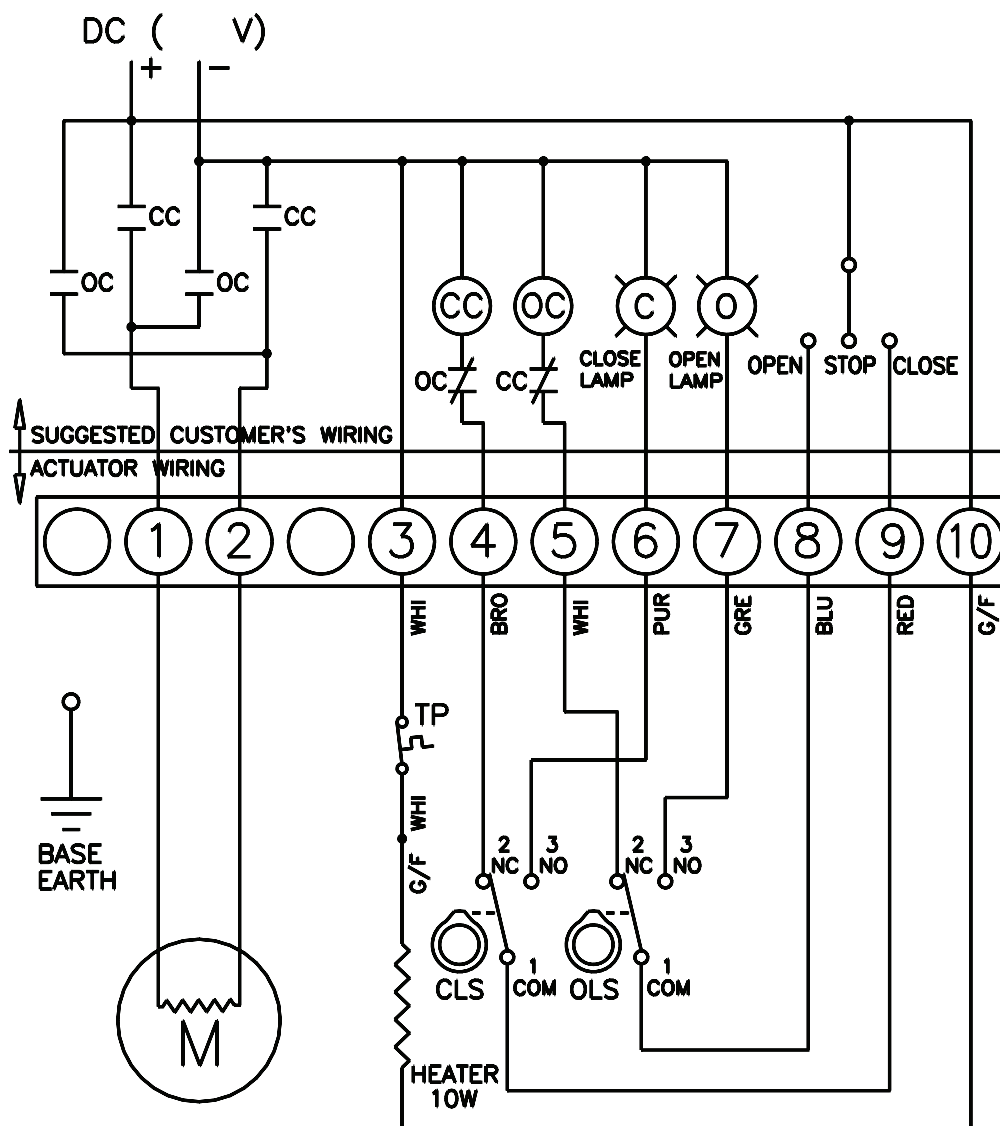 DC ( V)
+ −
CC CC
OC OC
CC OC C O
CLOSE LAMP
OPEN LAMP
OPEN STOP CLOSE
OC CC
SUGGESTED CUSTOMER'S WIRING
ACTUATOR WIRING
1 2 3 4 5 6 7 8 9 10
WHI BRO WHI PUR GRE BLU RED G/F
TP
WHI
G/F
BASE
EARTH
2 NC 3 NO 2 NC 3 NO
CLS 1 COM OLS 1 COM
M
HEATER
10W